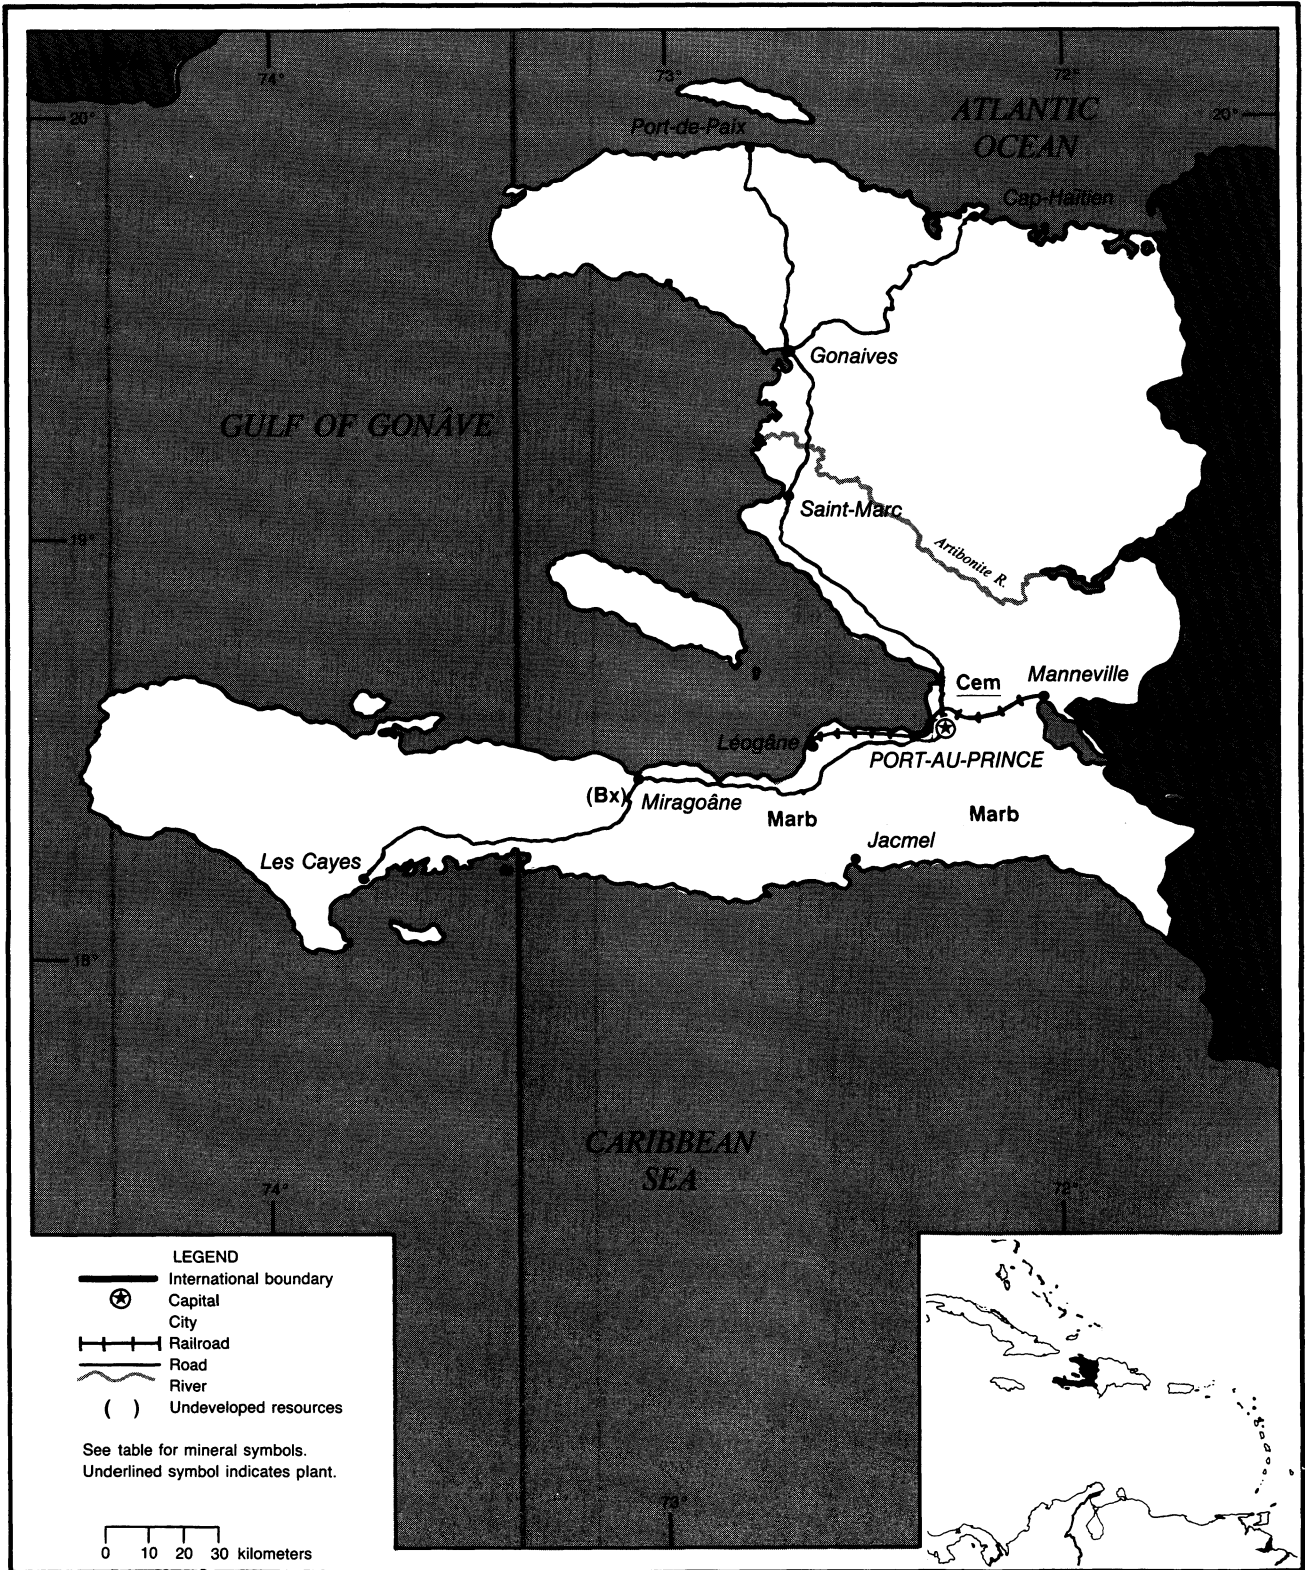 74°
73°
72°
20°
20°
ATLANTIC
OCEAN
Port-de-Paix
Cap-Haïtien
Gonaives
GULF OF GONÂVE
Saint-Marc
19°
Artibonite R.
Cem
Manneville
Léogâne
PORT-AU-PRINCE
(Bx)
Miragoâne
Marb
Marb
Jacmel
Les Cayes
18°
CARIBBEAN
SEA
74°
72°
73°
LEGEND
International boundary
Capital
City
Railroad
Road
River
( ) Undeveloped resources
See table for mineral symbols.
Underlined symbol indicates plant.
0 10 20 30 kilometers